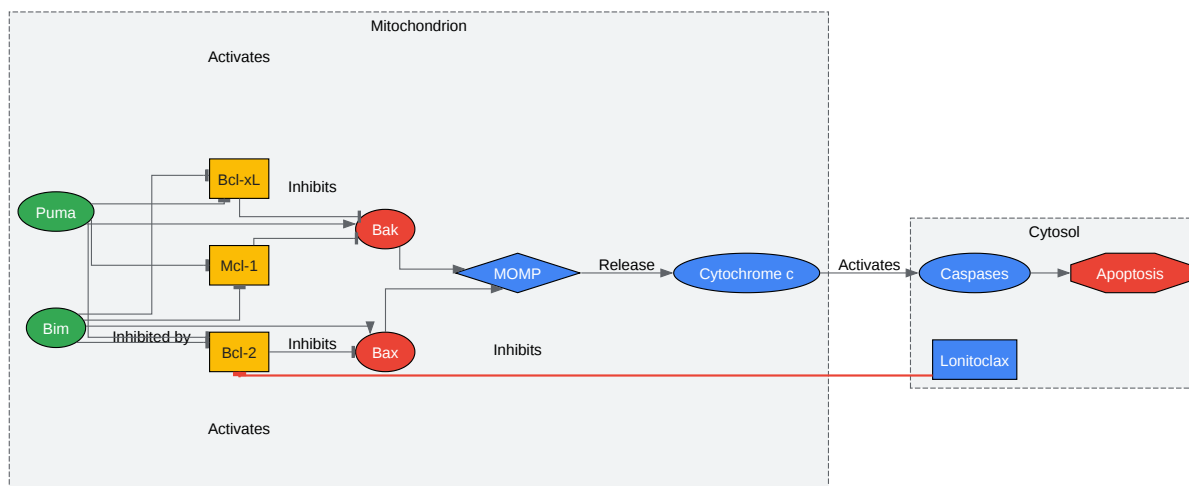 Mitochondrion
Activates
Bcl-xL
Inhibits
Puma
Bak
Cytosol
Mcl-1
MOMP
Release
Cytochrome c
Activates
Caspases
Apoptosis
Bim
Inhibited by
Bcl-2
Inhibits
Bax
Inhibits
Lonitoclax
Activates